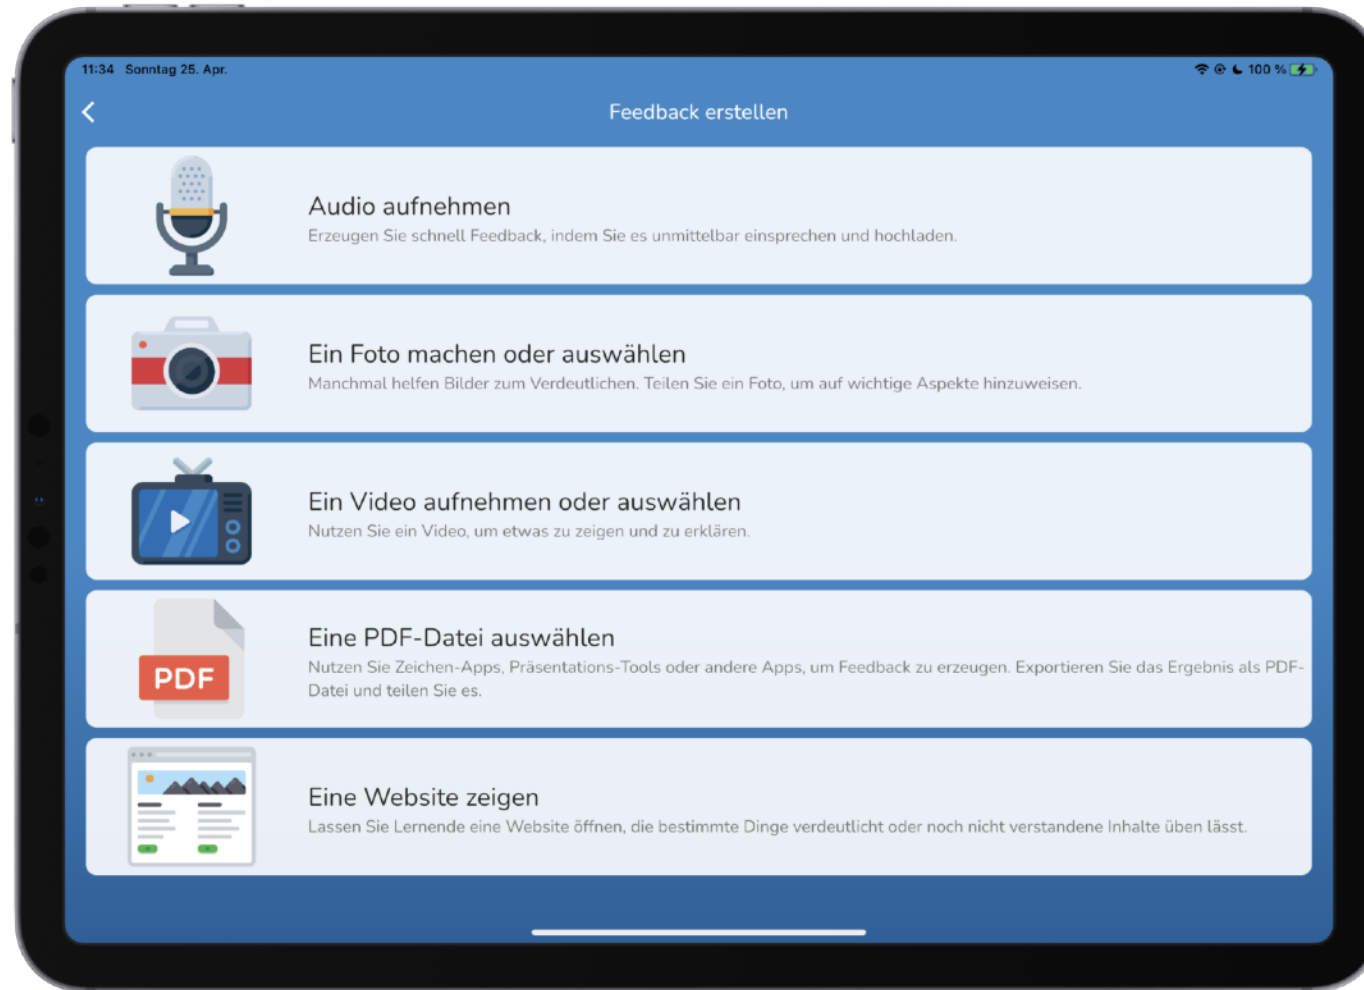 11:34 Sonntag 25. Apr.
100 %
Feedback erstellen
Audio aufnehmen
Erzeugen Sie schnell Feedback, indem Sie es unmittelbar einsprechen und hochladen.
Ein Foto machen oder auswählen
Manchmal helfen Bilder zum Verdeutlichen. Teilen Sie ein Foto, um auf wichtige Aspekte hinzuweisen.
Ein Video aufnehmen oder auswählen
Nutzen Sie ein Video, um etwas zu zeigen und zu erklären.
PDF
Eine PDF-Datei auswählen
Nutzen Sie Zeichen-Apps, Präsentations-Tools oder andere Apps, um Feedback zu erzeugen. Exportieren Sie das Ergebnis als PDF-
Datei und teilen Sie es.
Eine Website zeigen
Lassen Sie Lernende eine Website öffnen, die bestimmte Dinge verdeutlicht oder noch nicht verstandene Inhalte üben lässt.